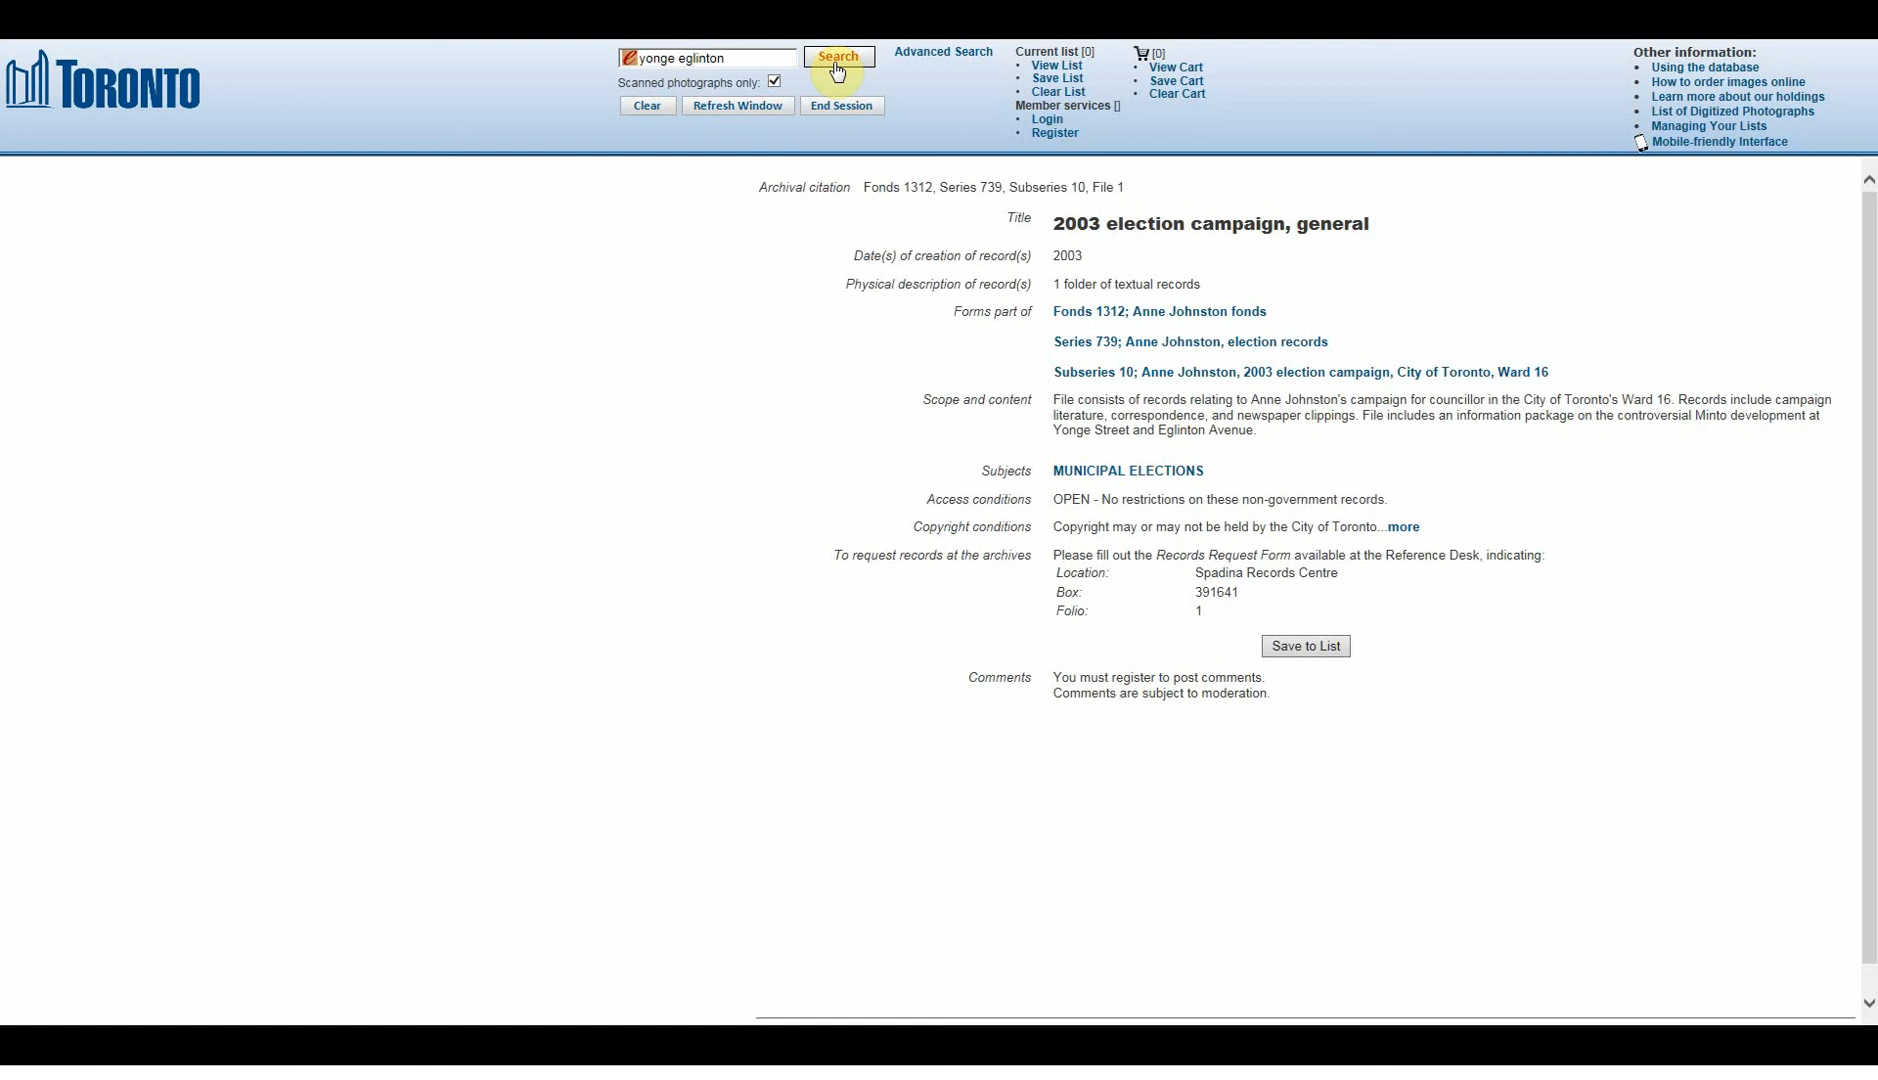 TORONTO
yonge eglinton
Search
Scanned photographs only:
Clear
Refresh Window
End Session
Advanced Search
Current list [0]
• View List
• Save List
• Clear List
Member services []
• Login
• Register
[0]
• View Cart
• Save Cart
• Clear Cart
Other information:
• Using the database
• How to order images online
• Learn more about our holdings
• List of Digitized Photographs
• Managing Your Lists
Mobile-friendly Interface
Archival citation Fonds 1312, Series 739, Subseries 10, File 1
Title 2003 election campaign, general
Date(s) of creation of record(s) 2003
Physical description of record(s) 1 folder of textual records
Forms part of Fonds 1312; Anne Johnston fonds
Series 739; Anne Johnston, election records
Subseries 10; Anne Johnston, 2003 election campaign, City of Toronto, Ward 16
Scope and content File consists of records relating to Anne Johnston's campaign for councillor in the City of Toronto's Ward 16. Records include campaign
literature, correspondence, and newspaper clippings. File includes an information package on the controversial Minto development at
Yonge Street and Eglinton Avenue.
Subjects MUNICIPAL ELECTIONS
Access conditions OPEN - No restrictions on these non-government records.
Copyright conditions Copyright may or may not be held by the City of Toronto...more
To request records at the archives Please fill out the Records Request Form available at the Reference Desk, indicating:
Location: Spadina Records Centre
Box: 391641
Folio: 1
Save to List
Comments You must register to post comments.
Comments are subject to moderation.